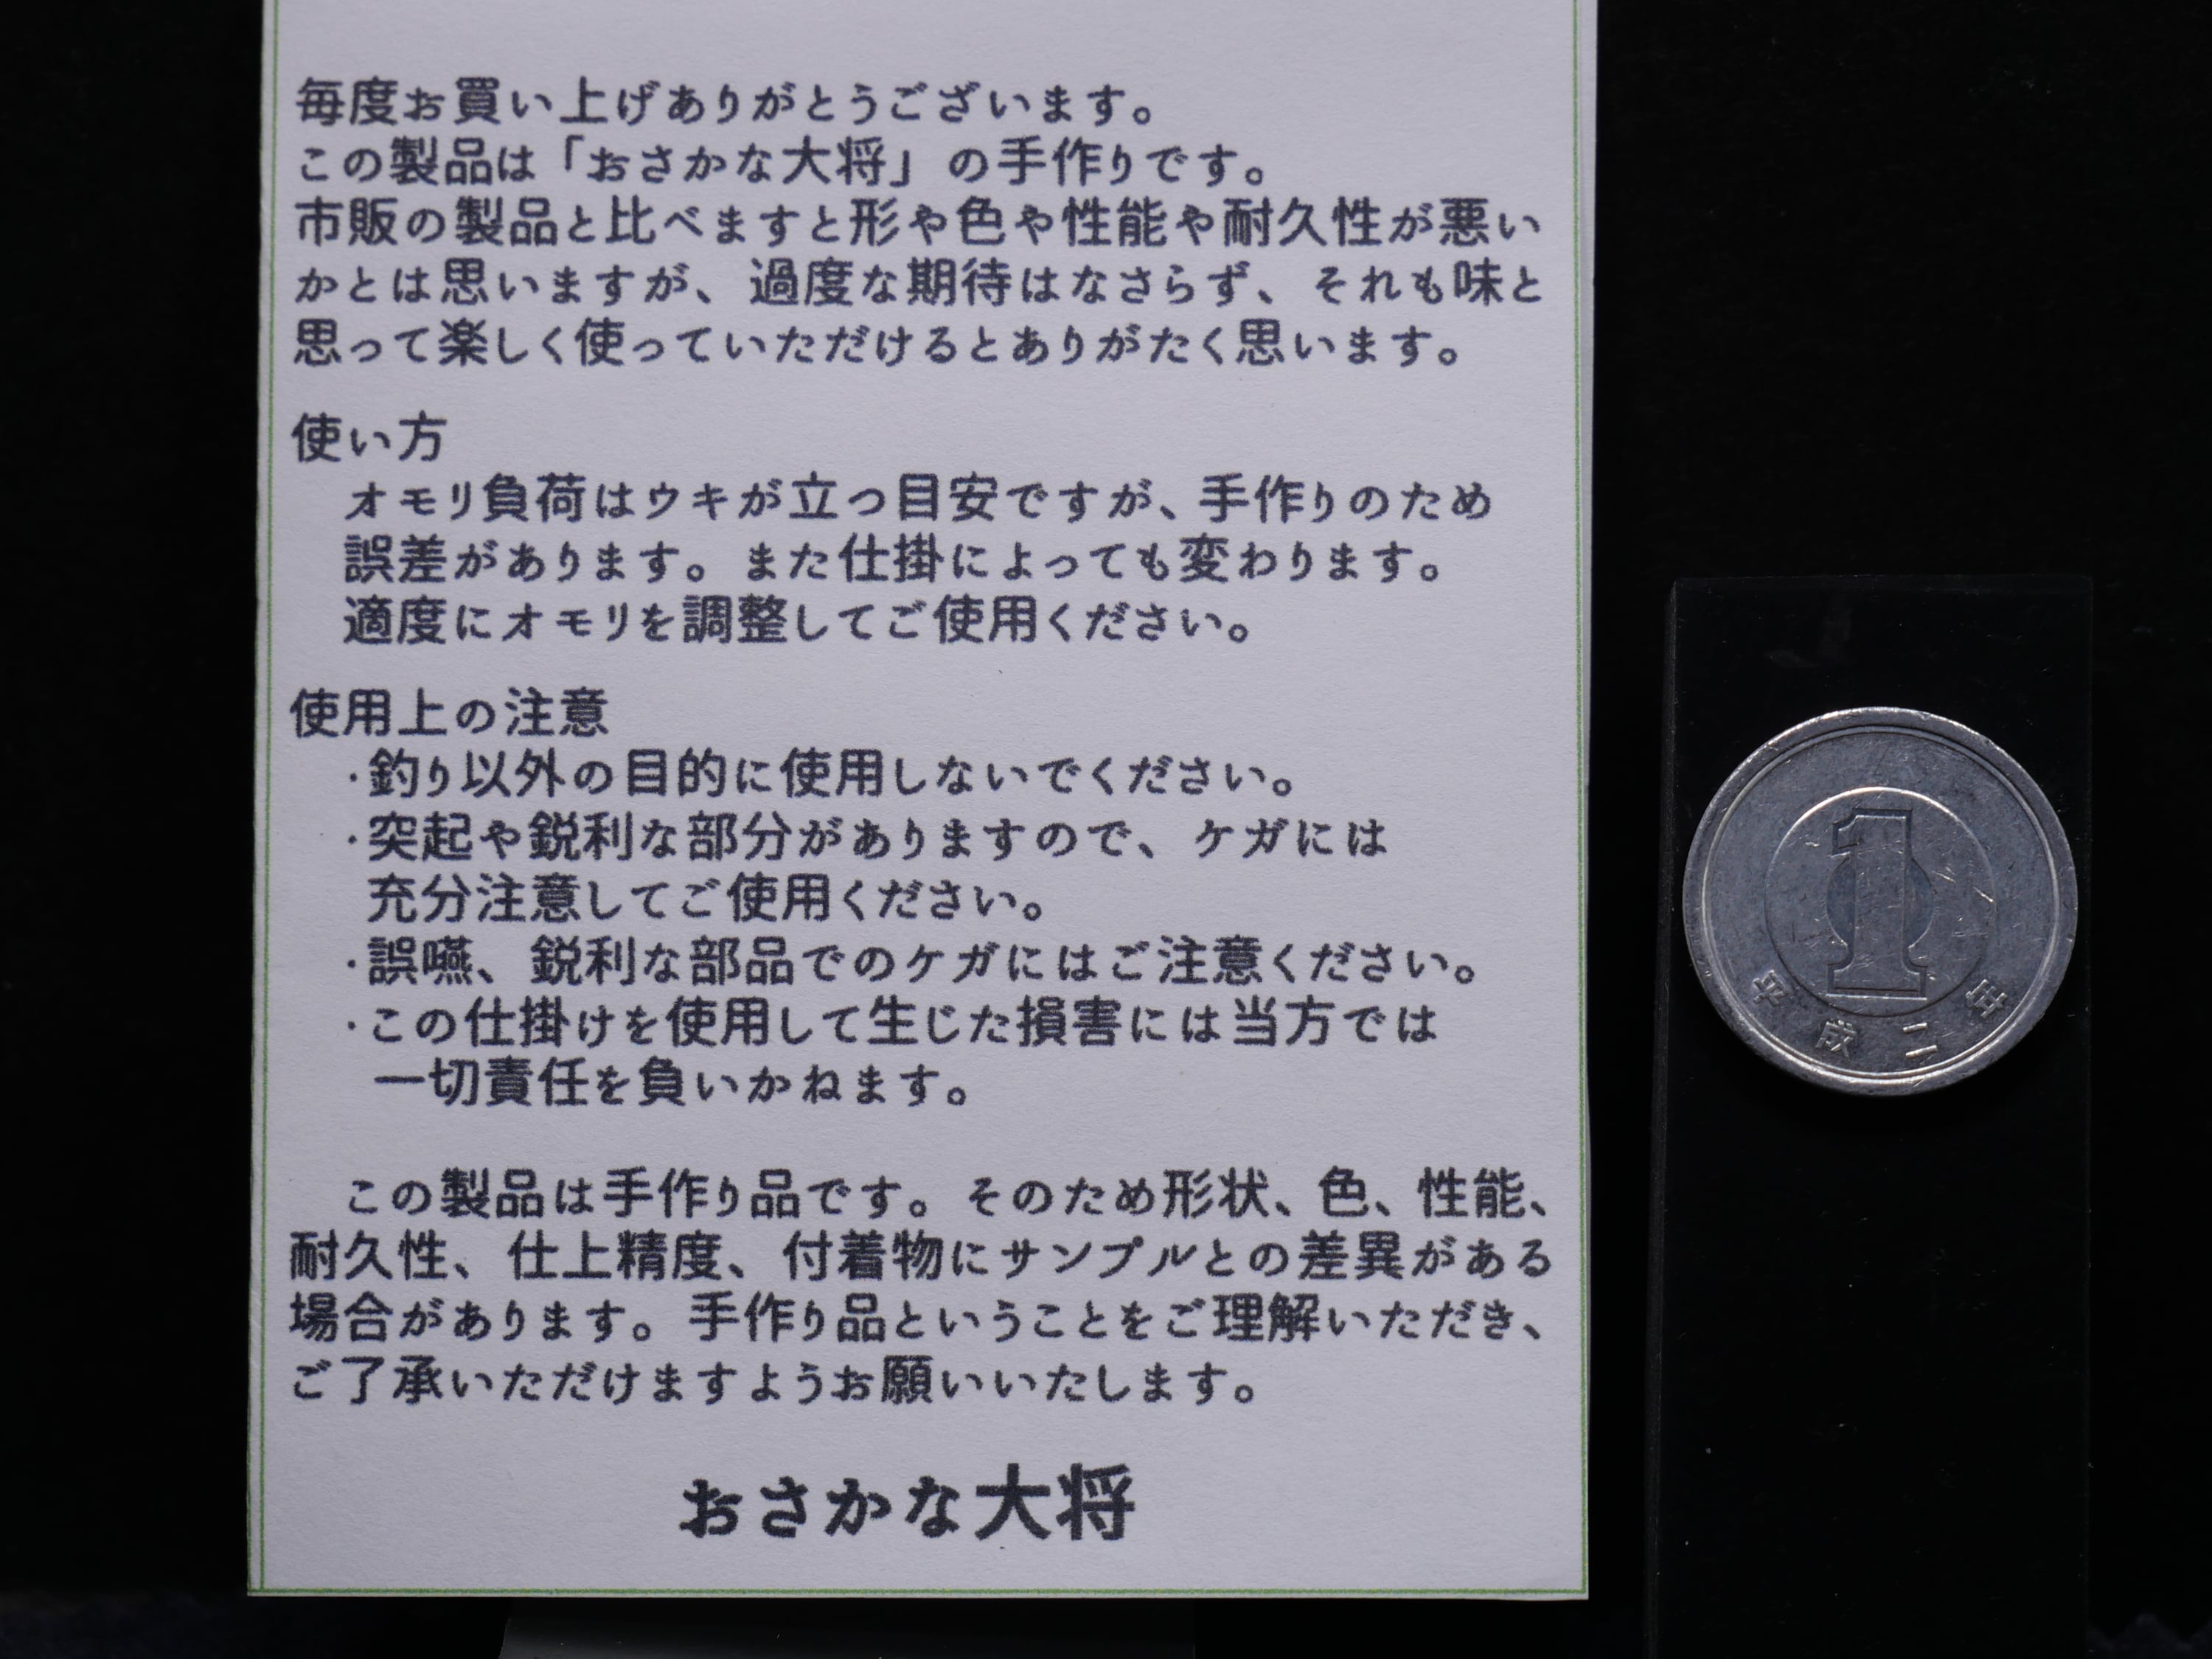 毎度お買い上げありがとうございます。
この製品は「おさかな大将」の手作りです。
市販の製品と比べますと形や色や性能や耐久性が悪い
かとは思いますが、過度な期待はなさらず、それも味と
思って楽しく使っていただけるとありがたく思います。
使い方
オモリ負荷はウキが立つ目安ですが、手作りのため
誤差があります。また仕掛によっても変わります。
適度にオモリを調整してご使用ください。
使用上の注意
・釣り以外の目的に使用しないでください。
・突起や鋭利な部分がありますので、ケガには
充分注意してご使用ください。
・誤嚥、鋭利な部品でのケガにはご注意ください。
・この仕掛けを使用して生じた損害には当方では
一切責任を負いかねます。
この製品は手作り品です。そのため形状、色、性能、
耐久性、仕上精度、付着物にサンプルとの差異がある
場合があります。手作り品ということをご理解いただき、
ご了承いただけますようお願いいたします。
おさかな大将
1
平成二年